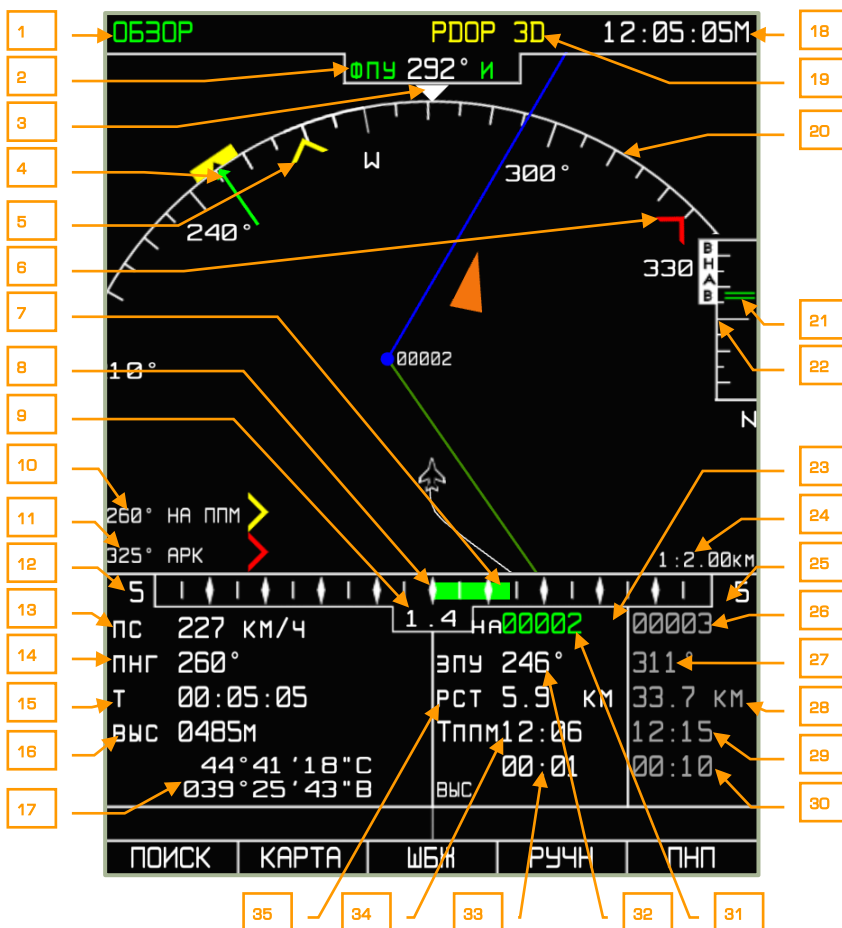 1
2
3
4
5
6
7
8
9
10
11
12
13
14
15
16
17
18
19
20
21
22
23
24
25
26
27
28
29
30
35 34 33 32 31
ОБЗОР PDOP 3D 12:05:05М
ФПУ 292° И
W 300°
240° 330
ВНАВ
00002
10°
N
260° НА ППМ
325° АРК
1:2.00КМ
5 5
1.4
ПС 227 КМ/Ч НА00002 00003
ПНГ 260° ЗПУ 246° 311°
Т 00:05:05 РСТ 5.9 КМ 33.7 КМ
ВЫС 0485М ТППМ12:06 12:15
44°41'18"С 00:01 00:10
039°25'43"В ВЫС
ПОИСК КАРТА ШБЖ РУЧН ПНП